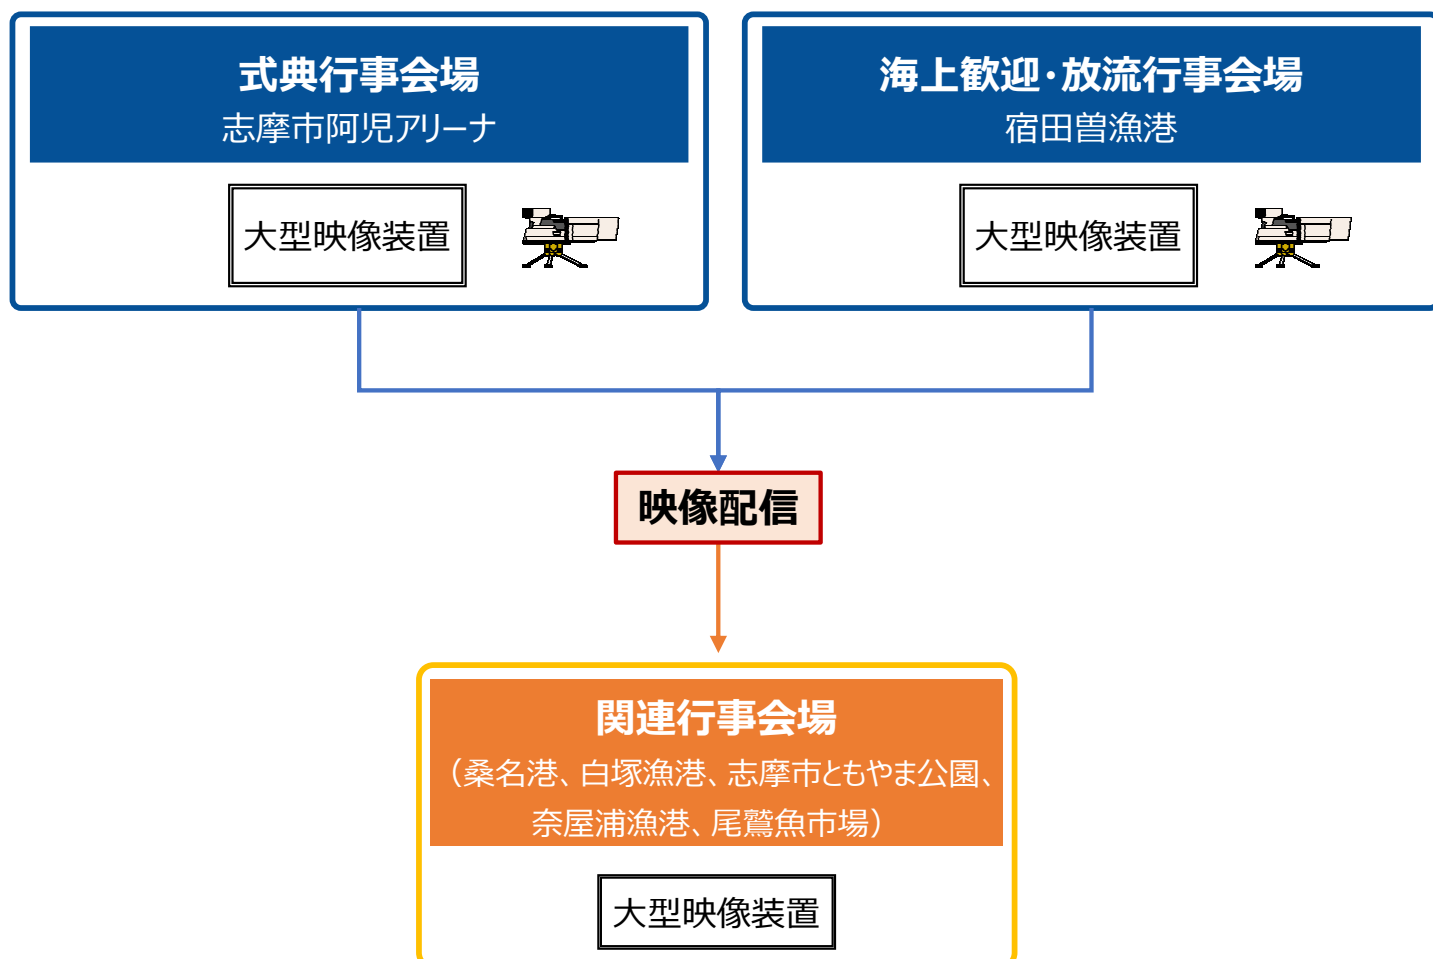 式典行事会場
志摩市阿児アリーナ
大型映像装置
海上歓迎・放流行事会場
宿田曽漁港
大型映像装置
映像配信
関連行事会場
（桑名港、白塚漁港、志摩市ともやま公園、
奈屋浦漁港、尾鷲魚市場）
大型映像装置